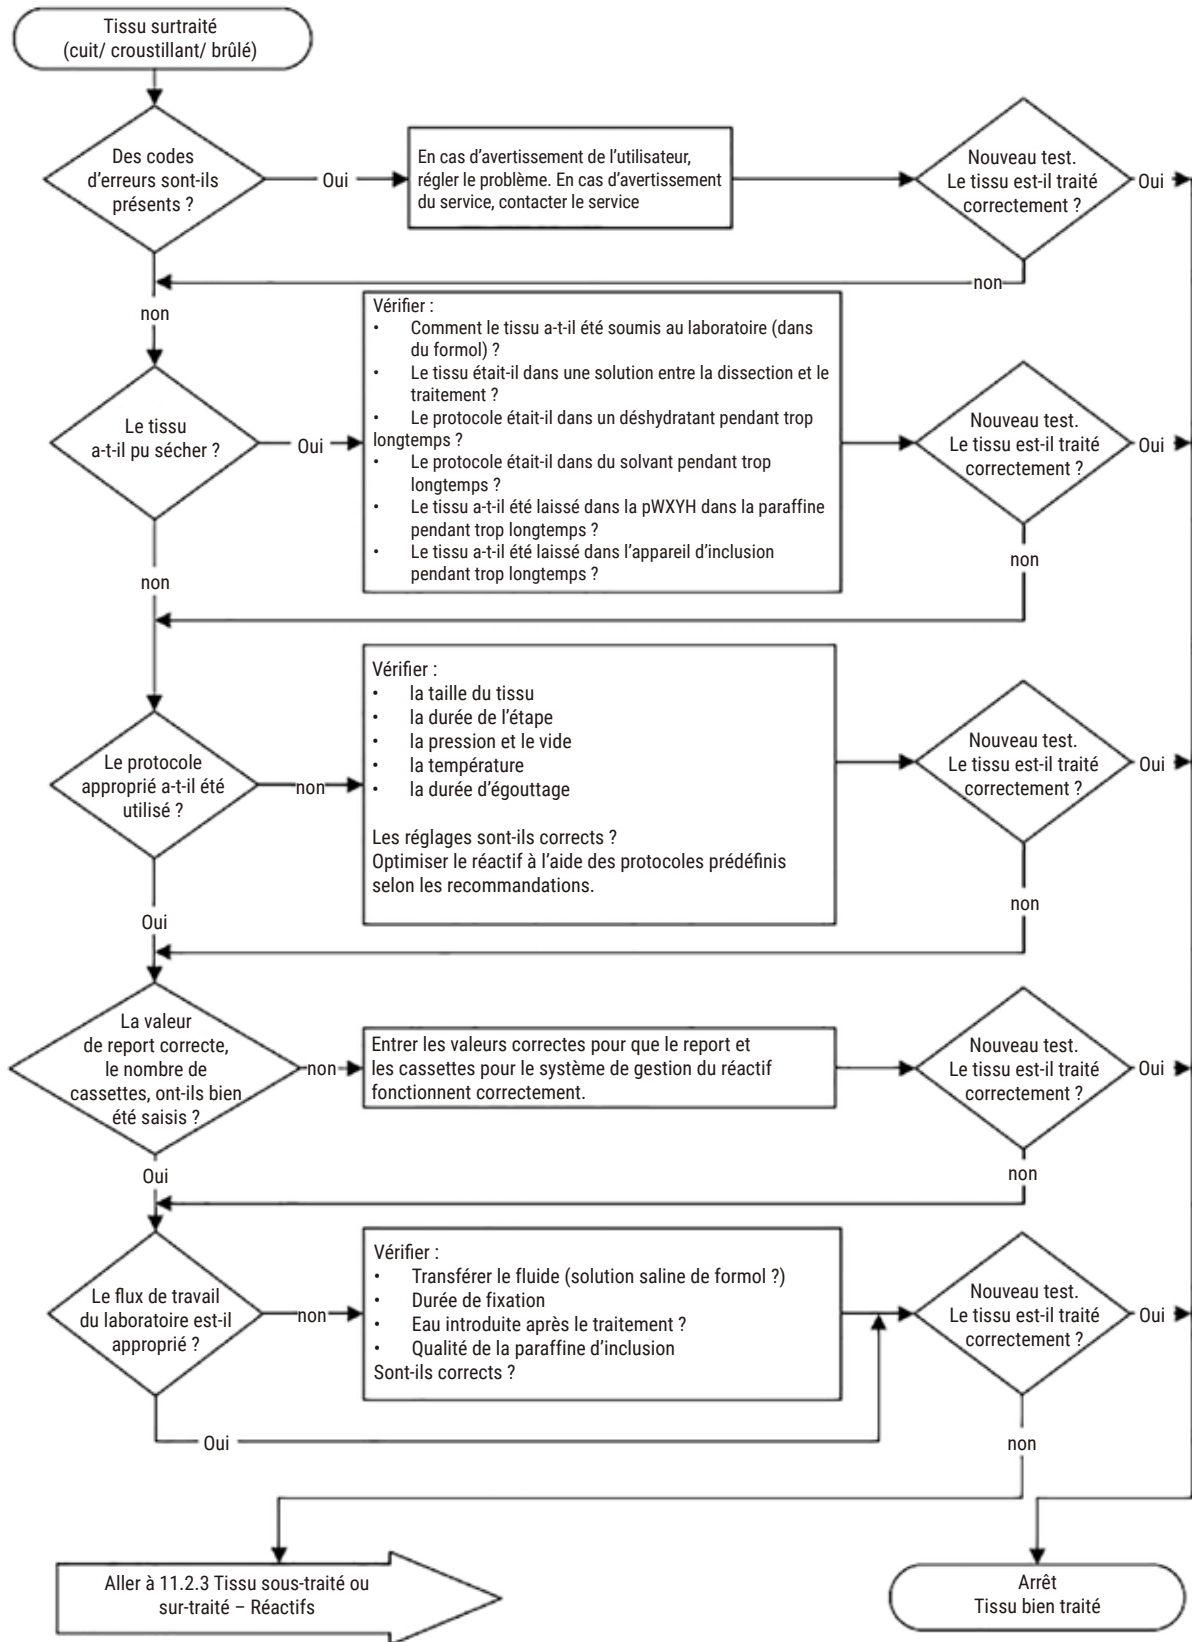 Tissu surtraité
(cuit/ croustillant/ brûlé)
Des codes
d'erreurs sont-ils
présents ?
Oui
En cas d'avertissement de l'utilisateur,
régler le problème. En cas d'avertissement
du service, contacter le service
Nouveau test.
Le tissu est-il traité
correctement ?
Oui
non
non
Le tissu
a-t-il pu sécher ?
Oui
Vérifier :
• Comment le tissu a-t-il été soumis au laboratoire (dans
du formol) ?
• Le tissu était-il dans une solution entre la dissection et le
traitement ?
• Le protocole était-il dans un déshydratant pendant trop
longtemps ?
• Le protocole était-il dans du solvant pendant trop
longtemps ?
• Le tissu a-t-il été laissé dans la pWXYH dans la paraffine
pendant trop longtemps ?
• Le tissu a-t-il été laissé dans l'appareil d'inclusion
pendant trop longtemps ?
Nouveau test.
Le tissu est-il traité
correctement ?
Oui
non
non
Le protocole
approprié a-t-il été
utilisé ?
non
Vérifier :
• la taille du tissu
• la durée de l'étape
• la pression et le vide
• la température
• la durée d'égouttage
Les réglages sont-ils corrects ?
Optimiser le réactif à l'aide des protocoles prédéfinis
selon les recommandations.
Nouveau test.
Le tissu est-il traité
correctement ?
Oui
non
Oui
La valeur
de report correcte,
le nombre de
cassettes, ont-ils bien
été saisis ?
non
Entrer les valeurs correctes pour que le report et
les cassettes pour le système de gestion du réactif
fonctionnent correctement.
Nouveau test.
Le tissu est-il traité
correctement ?
Oui
non
Oui
Le flux de travail
du laboratoire est-il
approprié ?
non
Vérifier :
• Transférer le fluide (solution saline de formol ?)
• Durée de fixation
• Eau introduite après le traitement ?
• Qualité de la paraffine d'inclusion
Sont-ils corrects ?
Nouveau test.
Le tissu est-il traité
correctement ?
Oui
Oui
non
Aller à 11.2.3 Tissu sous-traité ou
sur-traité – Réactifs
Arrêt
Tissu bien traité